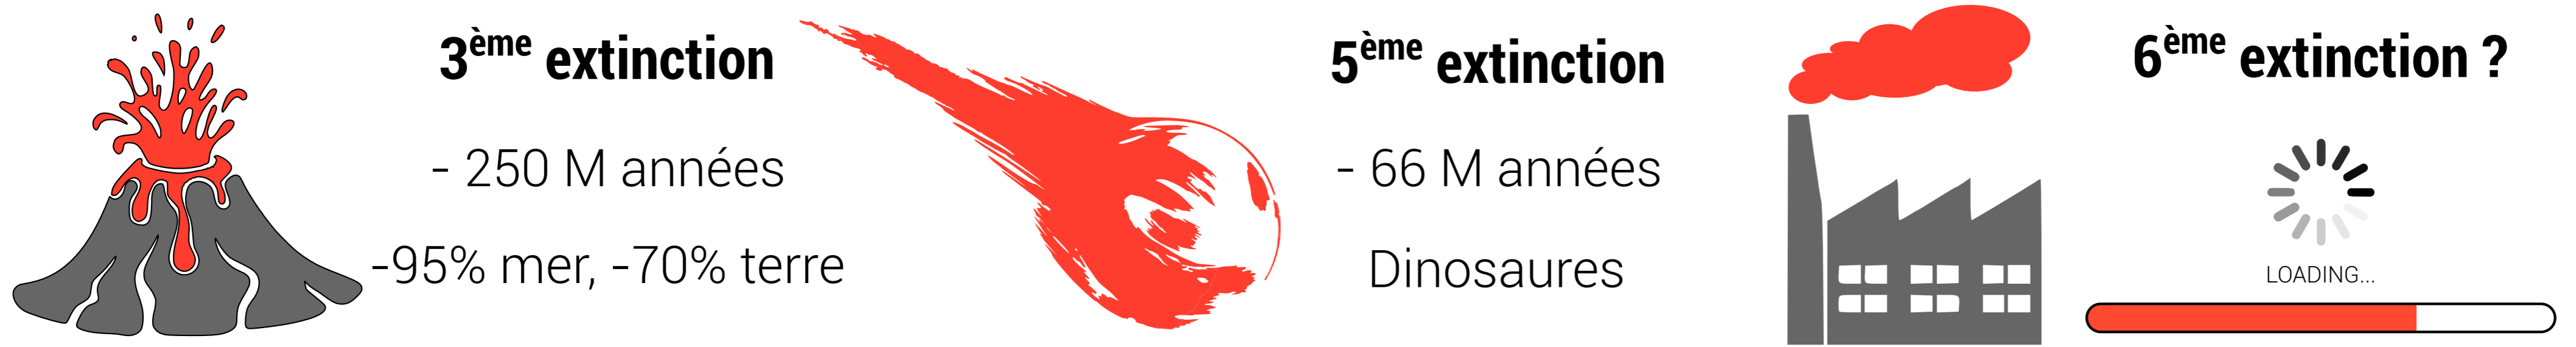 3ème extinction
- 250 M années
-95% mer, -70% terre
5ème extinction
- 66 M années
Dinosaures
6ème extinction ?
LOADING...